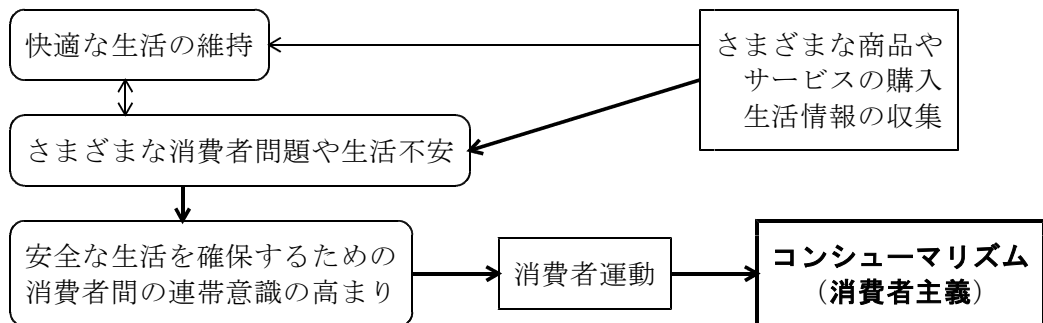 快適な生活の維持
さまざまな商品や
サービスの購入
生活情報の収集
さまざまな消費者問題や生活不安
安全な生活を確保するための
消費者間の連帯意識の高まり
消費者運動
コンシューマリズム
（消費者主義）